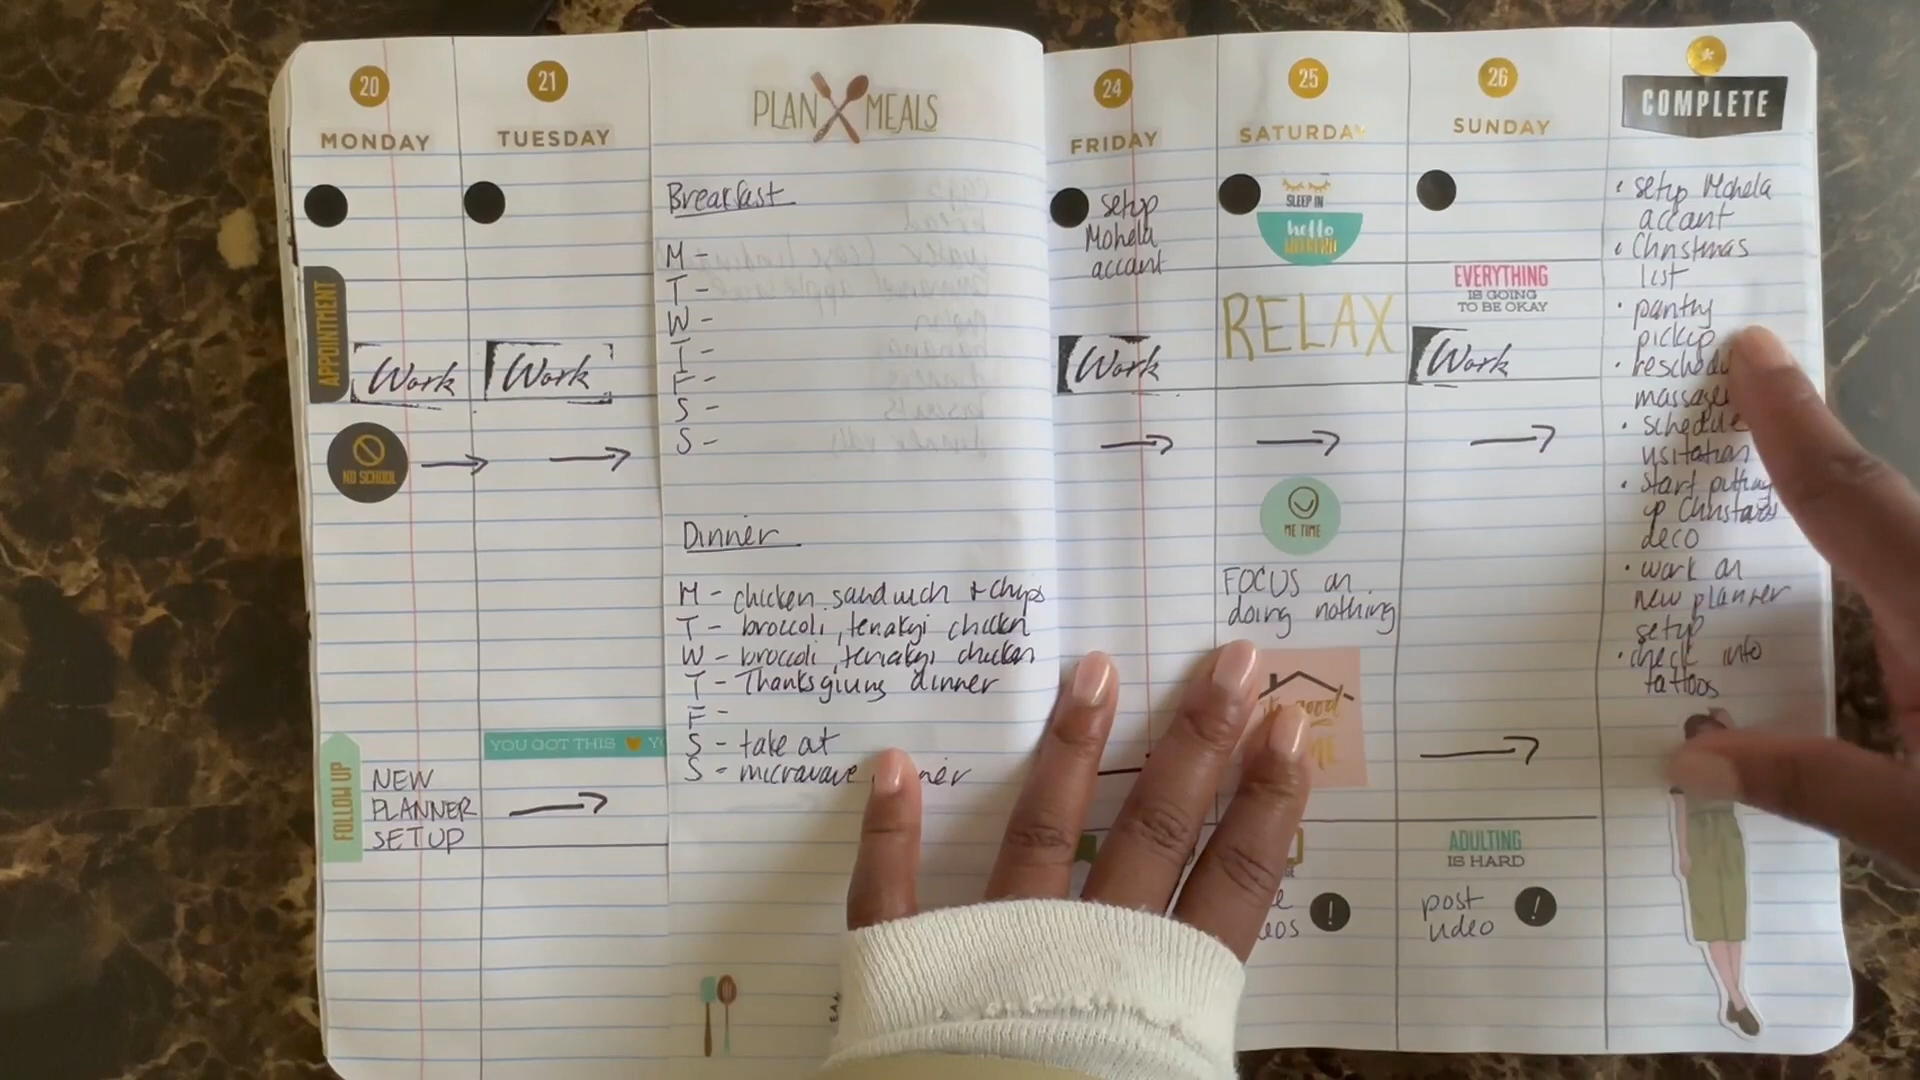 20
MONDAY
APPOINTMENT
Work
NO SCHOOL
FOLLOW UP
NEW
PLANNER
SETUP
21
TUESDAY
Work
YOU GOT THIS
PLAN MEALS
Breakfast
M -
T -
W -
T -
F -
S -
S -
Dinner
M - chicken sandwich + chips
T - broccoli, teriakyi chicken
W - broccoli, teriakyi chicken
T - Thanksgiving dinner
F -
S - take out
S - microwave
24
FRIDAY
setup
Mohela
account
Work
25
SATURDAY
SLEEP IN
hello
RELAX
ME TIME
FOCUS on
doing nothing
good
!
26
SUNDAY
EVERYTHING
IS GOING
TO BE OKAY
Work
ADULTING
IS HARD
post
video
!
*
COMPLETE
• setup Mohela
account
• Christmas
list
• pantry
pickup
• massage
• schedule
visitation
• start putting
up Christmas
deco
• work on
new planner
setup
• check into
tattoos